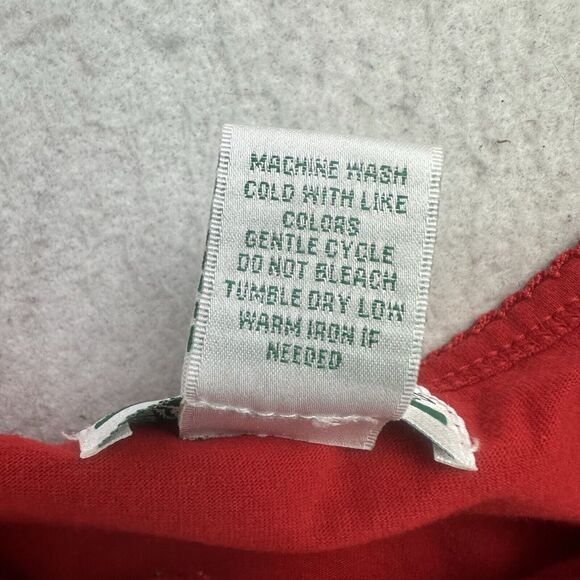 MACHINE WASH
COLD WITH LIKE
COLORS
GENTLE CYCLE
DO NOT BLEACH
TUMBLE DRY LOW
WARM IRON IF
NEEDED